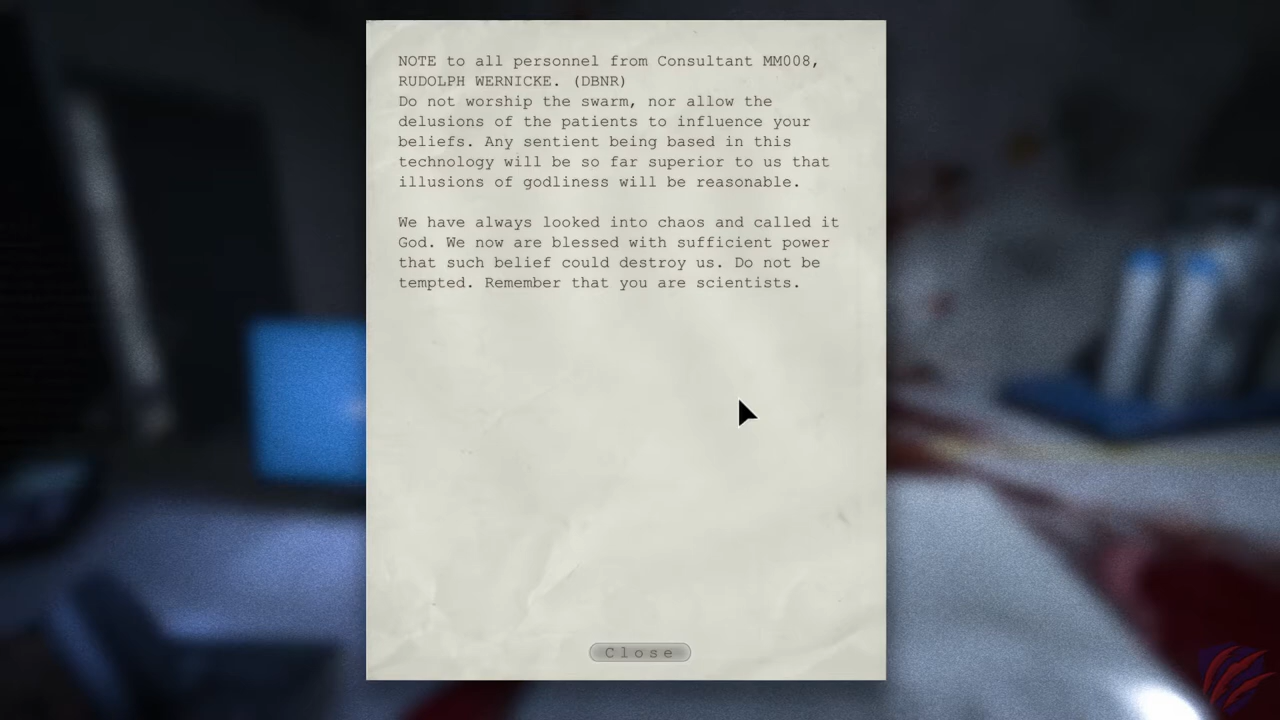 NOTE to all personnel from Consultant MM008,
RUDOLPH WERNICKE. (DBNR)
Do not worship the swarm, nor allow the
delusions of the patients to influence your
beliefs. Any sentient being based in this
technology will be so far superior to us that
illusions of godliness will be reasonable.
We have always looked into chaos and called it
God. We now are blessed with sufficient power
that such belief could destroy us. Do not be
tempted. Remember that you are scientists.
Close